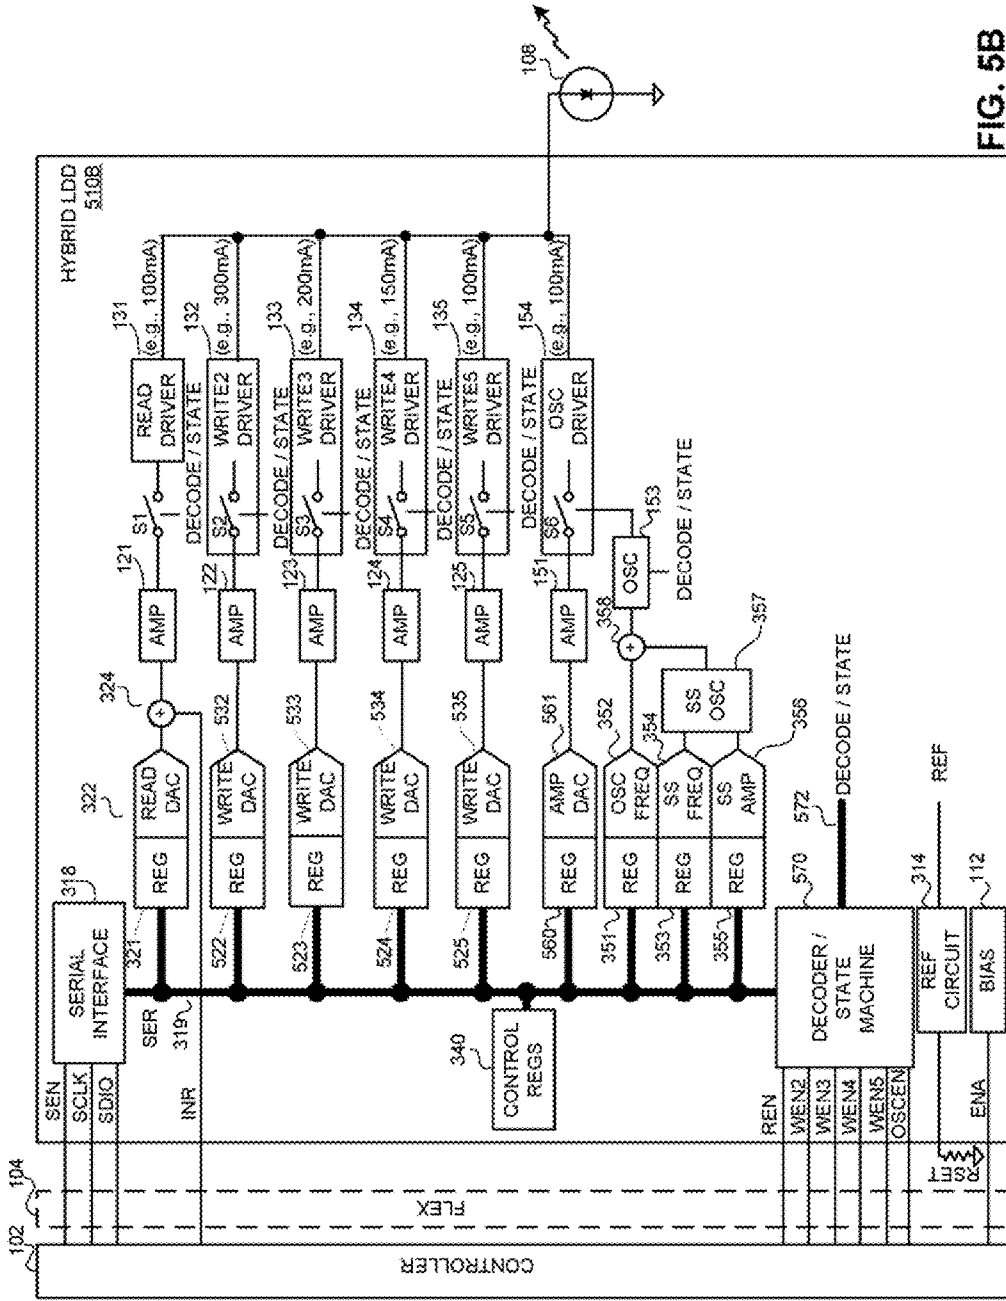 FIG. 5B
HYBRID LDD
510B
102
CONTROLLER
104
FLEX
SEN
SCLK
SDIO
INR
SERIAL
INTERFACE
318
SER
319
321
REG
READ
DAC
322
324
+
121
AMP
S1
READ
DRIVER
131
(e.g., 100mA)
DECODE / STATE
522
REG
WRITE
DAC
532
122
AMP
S2
WRITE2
DRIVER
132
(e.g., 300mA)
DECODE / STATE
523
REG
WRITE
DAC
533
123
AMP
S3
WRITE3
DRIVER
133
(e.g., 200mA)
DECODE / STATE
524
REG
WRITE
DAC
534
124
AMP
S4
WRITE4
DRIVER
134
(e.g., 150mA)
DECODE / STATE
525
REG
WRITE
DAC
535
125
AMP
S5
WRITE5
DRIVER
135
(e.g., 100mA)
DECODE / STATE
560
REG
AMP
DAC
561
151
AMP
S6
OSC
DRIVER
154
(e.g., 100mA)
108
340
CONTROL
REGS
351
REG
OSC
FREQ
352
358
+
OSC
153
DECODE / STATE
353
REG
SS
FREQ
354
SS
OSC
357
355
REG
SS
AMP
356
REN
WEN2
WEN3
WEN4
WEN5
OSCEN
DECODER /
STATE
MACHINE
570
572
DECODE / STATE
RSET
REF
CIRCUIT
314
REF
ENA
BIAS
112